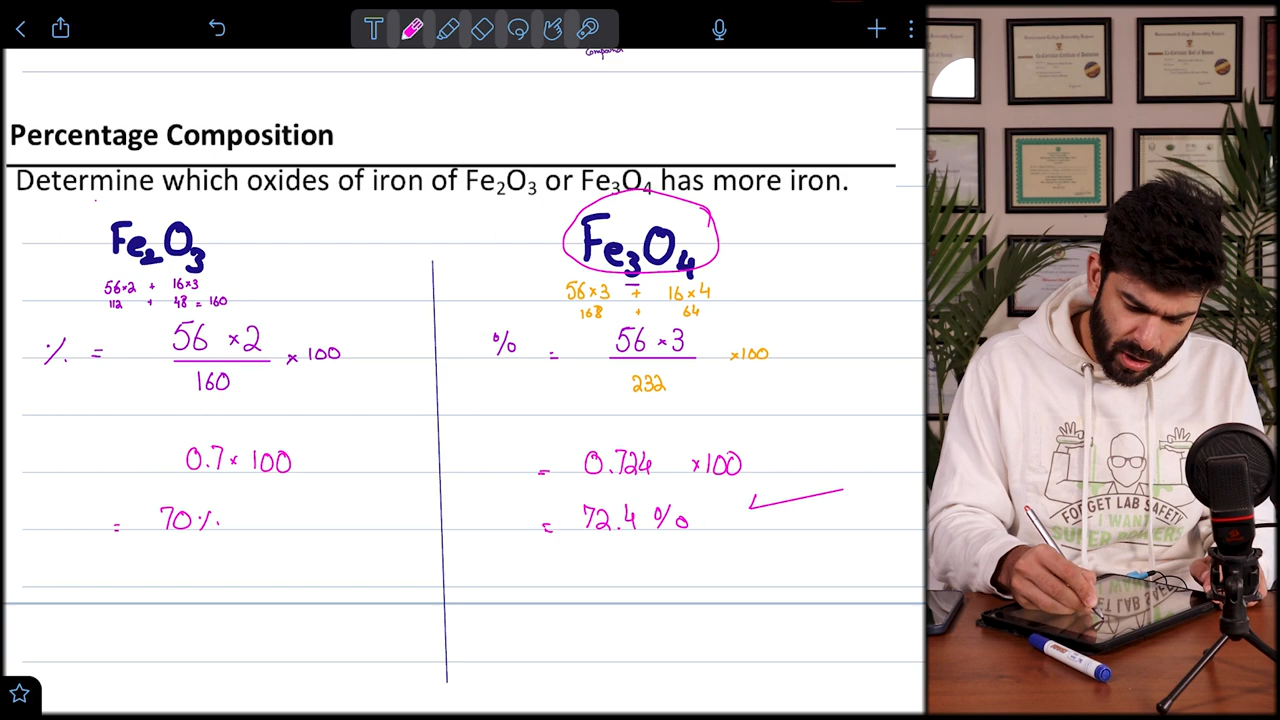 Compound
Percentage Composition
Determine which oxides of iron of Fe₂O₃ or Fe₃O₄ has more iron.
Fe₂O₃
56×2 + 16×3
112 + 48 = 160
% = 56 ×2 × 100
160
0.7 × 100
= 70%
Fe₃O₄
56×3 + 16×4
168 + 64
% = 56 × 3 ×100
232
= 0.724 ×100
= 72.4 %
FORGET LAB SAFETY
I WANT
SUPER POWERS